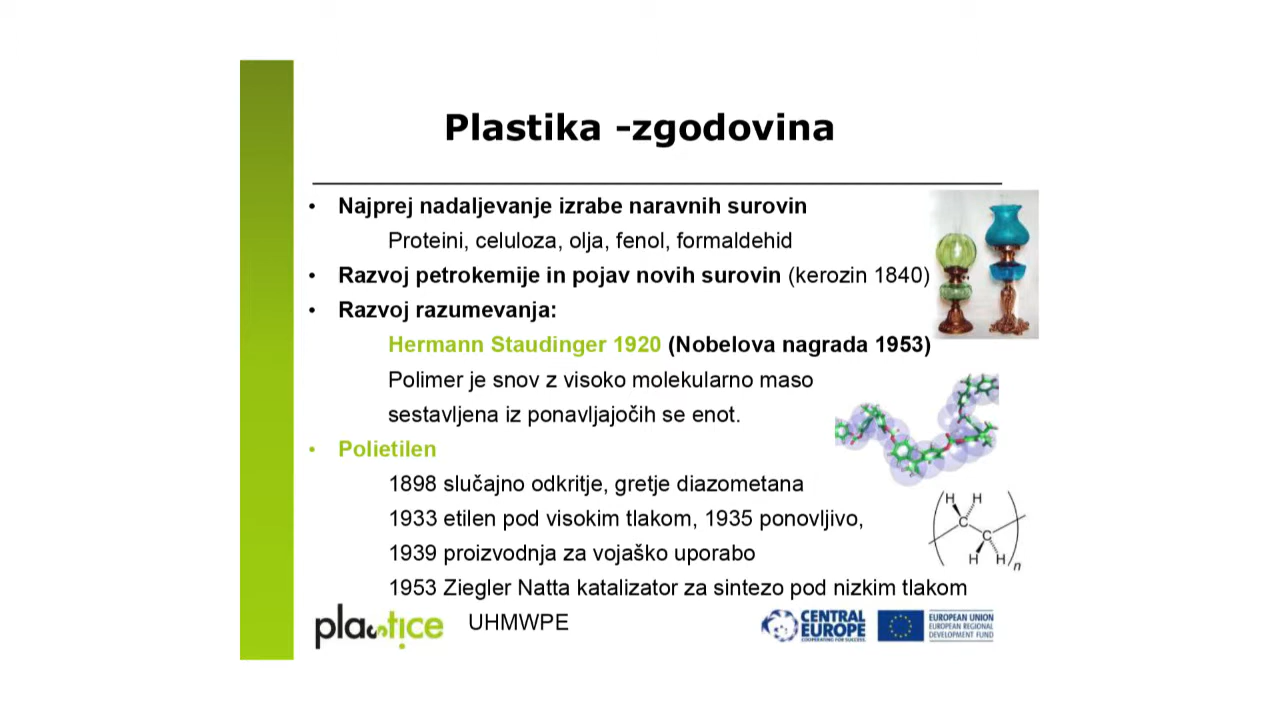 Plastika -zgodovina
• Najprej nadaljevanje izrabe naravnih surovin
Proteini, celuloza, olja, fenol, formaldehid
• Razvoj petrokemije in pojav novih surovin (kerozin 1840)
• Razvoj razumevanja:
Hermann Staudinger 1920 (Nobelova nagrada 1953)
Polimer je snov z visoko molekularno maso
sestavljena iz ponavljajočih se enot.
• Polietilen
1898 slučajno odkritje, gretje diazometana
1933 etilen pod visokim tlakom, 1935 ponovljivo,
1939 proizvodnja za vojaško uporabo
1953 Ziegler Natta katalizator za sintezo pod nizkim tlakom
UHMWPE
H H
C
C
H H
n
plastice
CENTRAL
EUROPE
COOPERATING FOR SUCCESS.
EUROPEAN UNION
EUROPEAN REGIONAL
DEVELOPMENT FUND